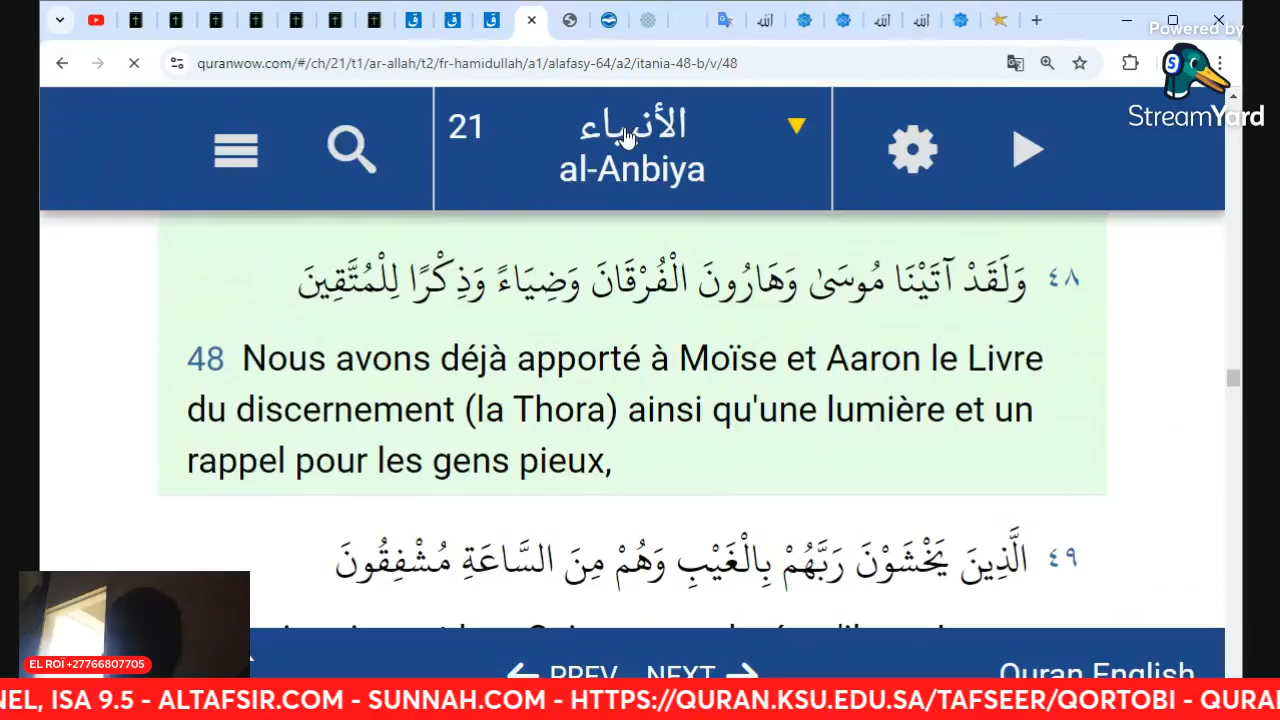 Powered by
StreamYard
quranwow.com/#/ch/21/t1/ar-allah/t2/fr-hamidullah/a1/alafasy-64/a2/itania-48-b/v/48
21
الأنبياء
al-Anbiya
٤٨ وَلَقَدْ آتَيْنَا مُوسَىٰ وَهَارُونَ الْفُرْقَانَ وَضِيَاءً وَذِكْرًا لِلْمُتَّقِينَ
48 Nous avons déjà apporté à Moïse et Aaron le Livre
du discernement (la Thora) ainsi qu'une lumière et un
rappel pour les gens pieux,
٤٩ الَّذِينَ يَخْشَوْنَ رَبَّهُمْ بِالْغَيْبِ وَهُمْ مِنَ السَّاعَةِ مُشْفِقُونَ
PREV NEXT
Quran English
EL ROÏ +27766807705
NEL, ISA 9.5 - ALTAFSIR.COM - SUNNAH.COM - HTTPS://QURAN.KSU.EDU.SA/TAFSEER/QORTOBI - QURA